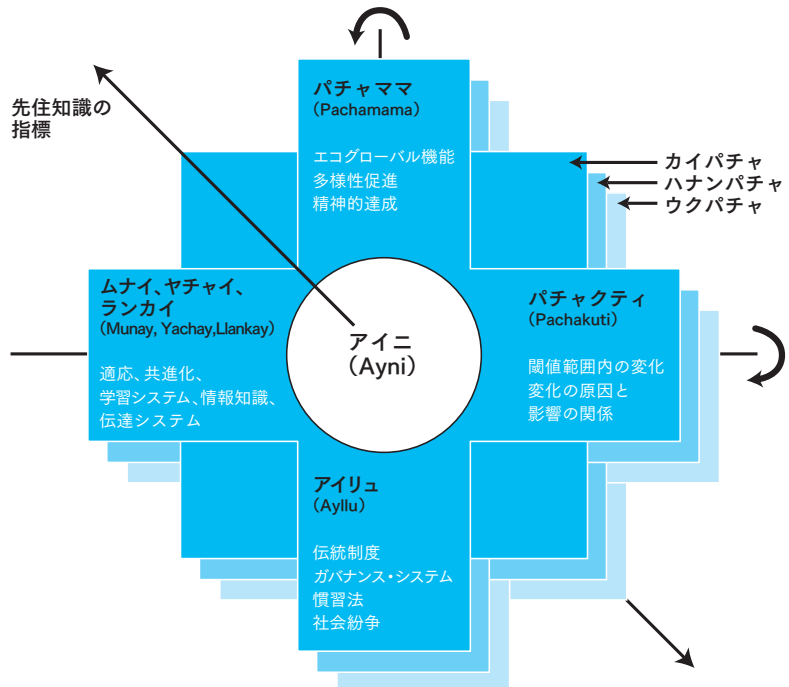 パチャママ
(Pachamama)
エコグローバル機能
多様性促進
精神的達成
先住知識の
指標
カイパチャ
ハナンパチャ
ウクパチャ
ムナイ、ヤチャイ、
ランカイ
(Munay, Yachay,Llankay)
適応、共進化、
学習システム、情報知識、
伝達システム
アイニ
(Ayni)
パチャクティ
(Pachakuti)
閾値範囲内の変化
変化の原因と
影響の関係
アイリュ
(Ayllu)
伝統制度
ガバナンス・システム
慣習法
社会紛争